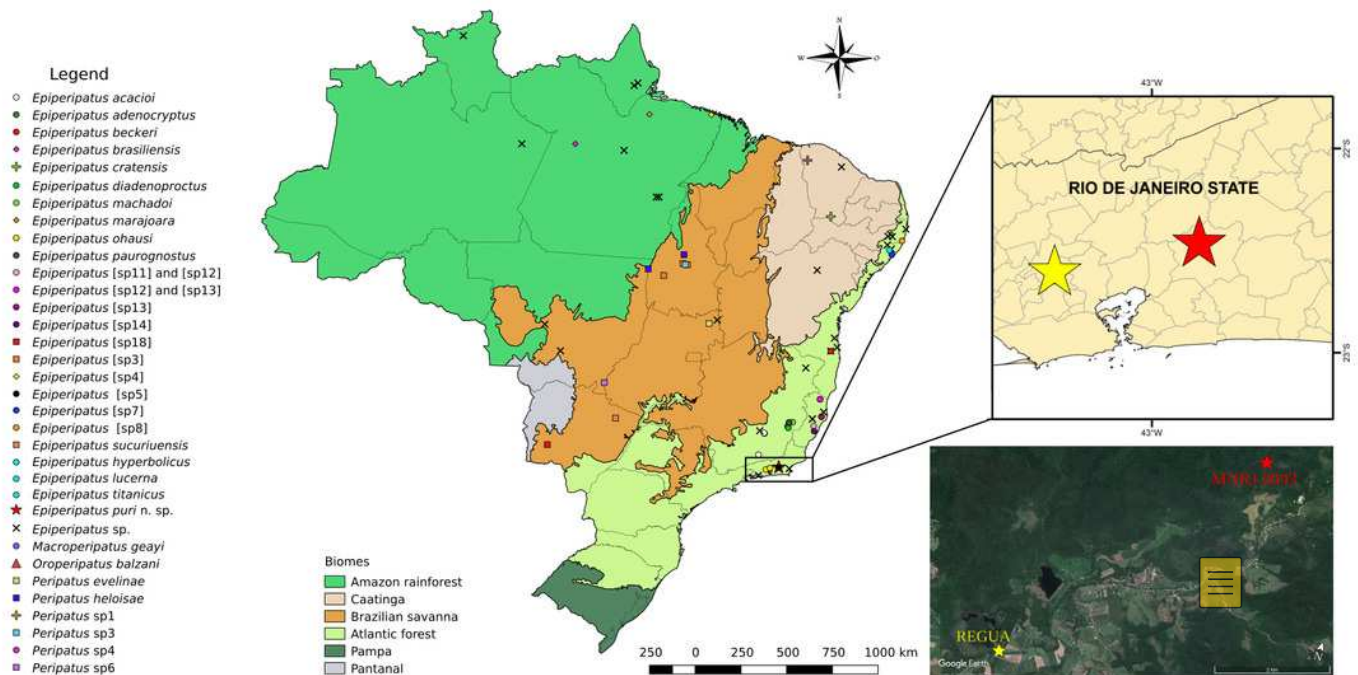 Legend
Epiperipatus acacioi
Epiperipatus adenocryptus
Epiperipatus beckeri
Epiperipatus brasiliensis
Epiperipatus cratensis
Epiperipatus diadenoproctus
Epiperipatus machadoi
Epiperipatus marajoara
Epiperipatus ohausi
Epiperipatus paurognostus
Epiperipatus [sp11] and [sp12]
Epiperipatus [sp12] and [sp13]
Epiperipatus [sp13]
Epiperipatus [sp14]
Epiperipatus [sp18]
Epiperipatus [sp3]
Epiperipatus [sp4]
Epiperipatus [sp5]
Epiperipatus [sp7]
Epiperipatus [sp8]
Epiperipatus sucuriuensis
Epiperipatus hyperbolicus
Epiperipatus lucerna
Epiperipatus titanicus
Epiperipatus puri n. sp.
Epiperipatus sp.
Macroperipatus geayi
Oroperipatus balzani
Peripatus evelinae
Peripatus heloisae
Peripatus sp1
Peripatus sp3
Peripatus sp4
Peripatus sp6
Biomes
Amazon rainforest
Caatinga
Brazilian savanna
Atlantic forest
Pampa
Pantanal
N
W
O
S
250 0 250 500 750 1000 km
43°W
22°S
RIO DE JANEIRO STATE
23°S
43°W
REGUA
Google Earth
N